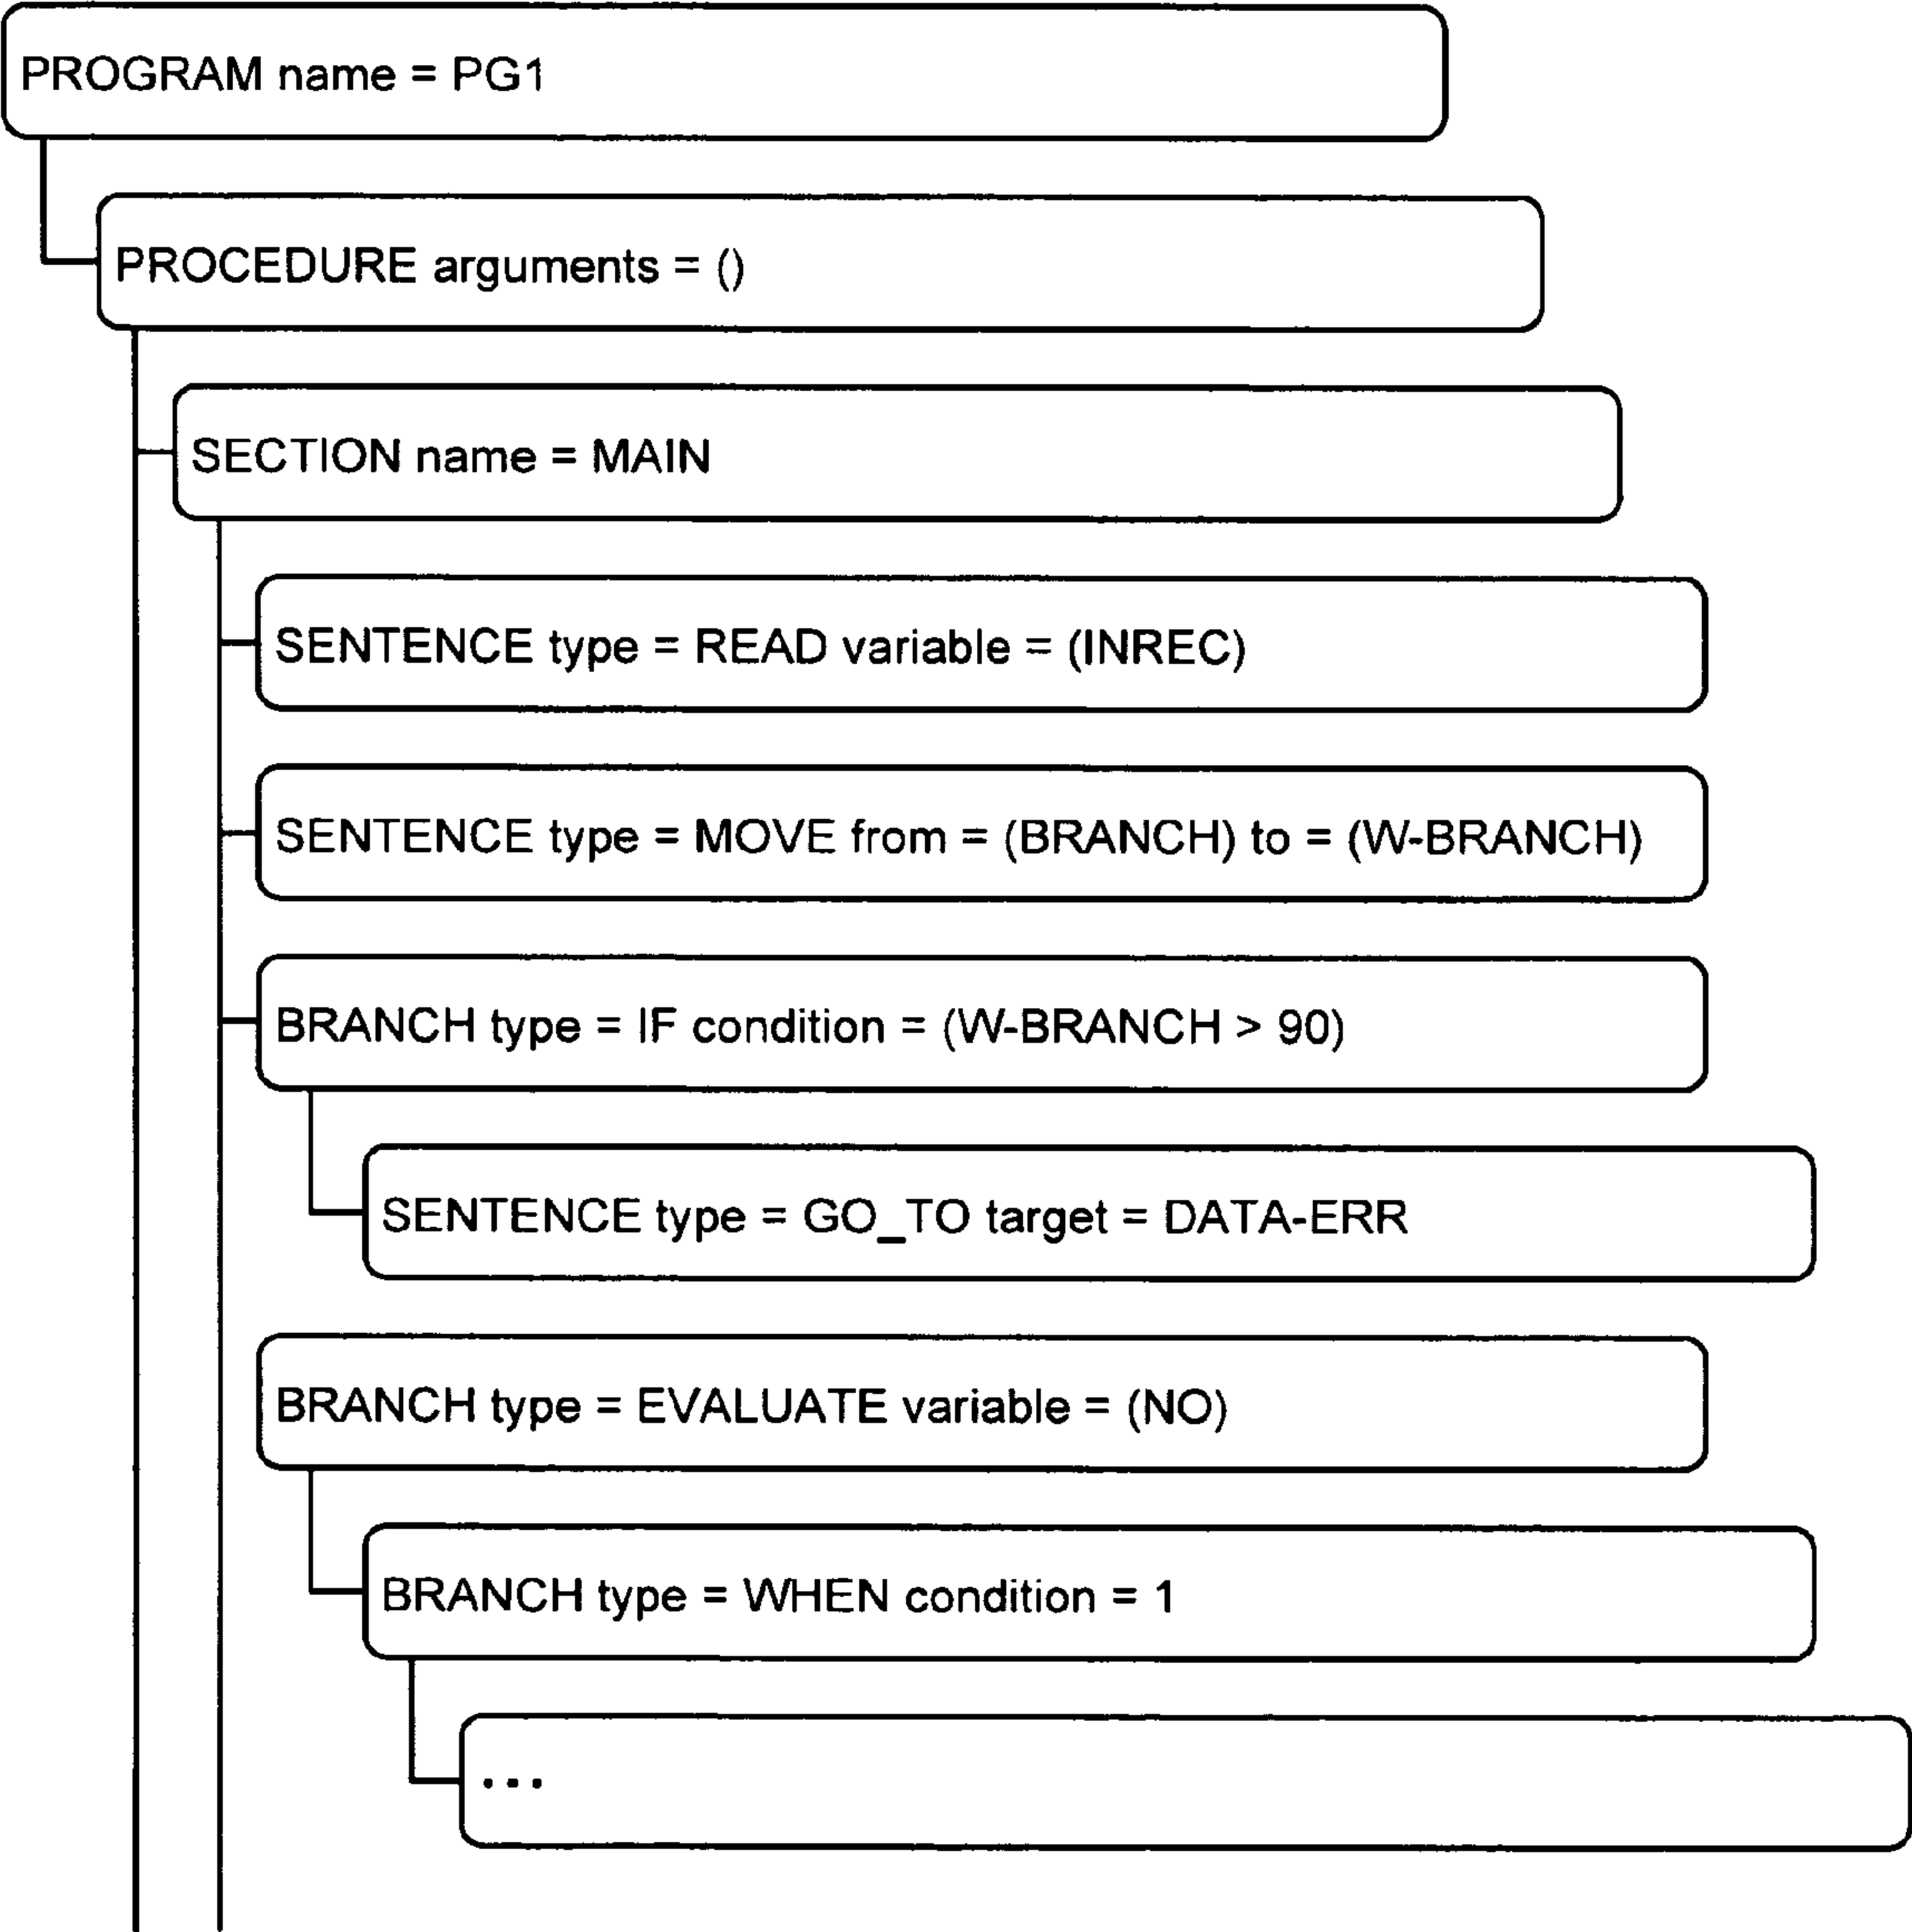 PROGRAM name = PG1
PROCEDURE arguments = ()
SECTION name = MAIN
SENTENCE type = READ variable = (INREC)
SENTENCE type = MOVE from = (BRANCH) to = (W-BRANCH)
BRANCH type = IF condition = (W-BRANCH > 90)
SENTENCE type = GO_TO target = DATA-ERR
BRANCH type = EVALUATE variable = (NO)
BRANCH type = WHEN condition = 1
...